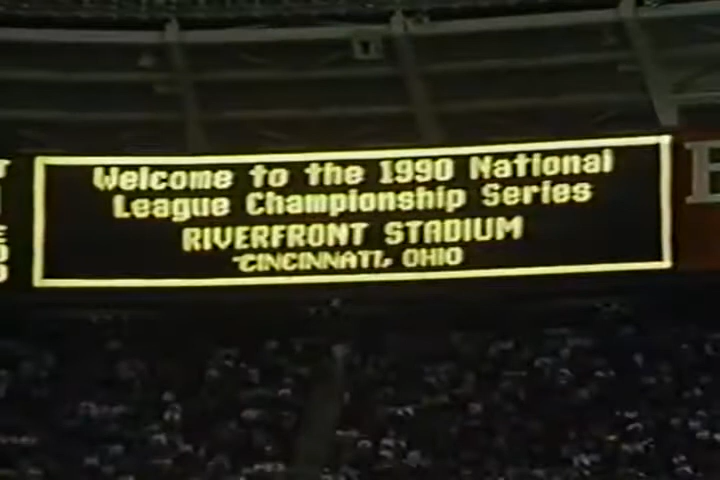 Welcome to the 1990 National
League Championship Series
RIVERFRONT STADIUM
CINCINNATI, OHIO